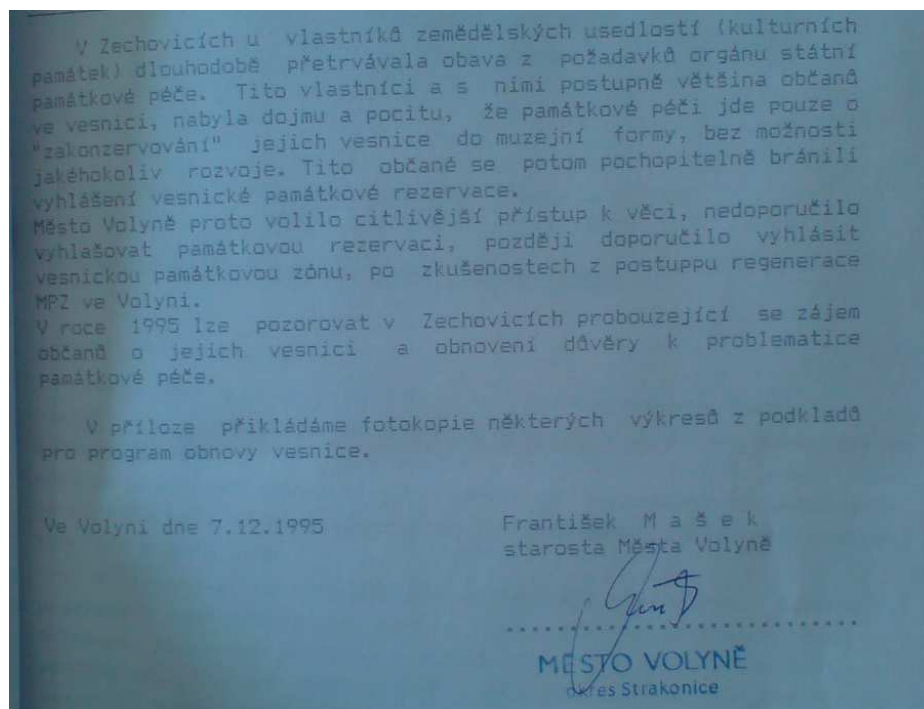 V Zechovicích u vlastníků zemědělských usedlostí (kulturních
památek) dlouhodobě přetrvávala obava z požadavků orgánu státní
památkové péče. Tito vlastníci a s nimi postupně většina občanů
ve vesnici, nabyla dojmu a pocitu, že památkové péči jde pouze o
"zakonzervování" jejich vesnice do muzejní formy, bez možnosti
jakéhokoliv rozvoje. Tito občané se potom pochopitelně bránili
vyhlášení vesnické památkové rezervace.
Město Volyně proto volilo citlivější přístup k věci, nedoporučilo
vyhlašovat památkovou rezervaci, později doporučilo vyhlásit
vesnickou památkovou zónu, po zkušenostech z postuppu regenerace
MPZ ve Volyni.
V roce 1995 lze pozorovat v Zechovicích probouzející se zájem
občanů o jejich vesnici a obnovení důvěry k problematice
památkové péče.
V příloze přikládáme fotokopie některých výkresů z podkladů
pro program obnovy vesnice.
Ve Volyni dne 7.12.1995
František M a š e k
starosta Města Volyně
MĚSTO VOLYNĚ
okres Strakonice